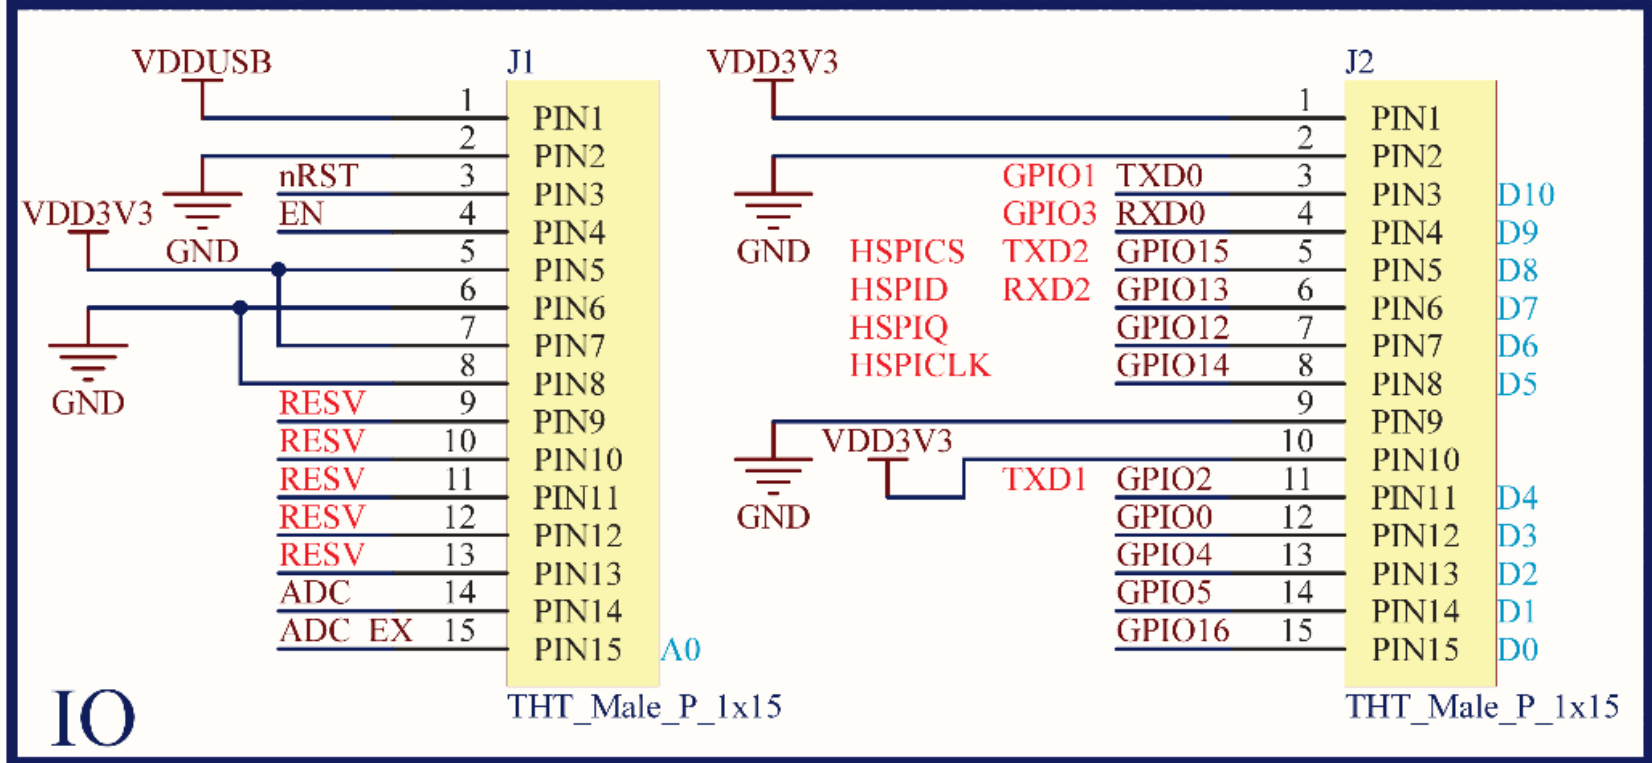 VDDUSB J1
1 PIN1
2 PIN2
nRST 3 PIN3
VDD3V3 EN 4 PIN4
GND 5 PIN5
6 PIN6
7 PIN7
8 PIN8
GND RESV 9 PIN9
RESV 10 PIN10
RESV 11 PIN11
RESV 12 PIN12
RESV 13 PIN13
ADC 14 PIN14
ADC_EX 15 PIN15 A0
THT_Male_P_1x15
VDD3V3 J2
1 PIN1
2 PIN2
GPIO1 TXD0 3 PIN3 D10
GPIO3 RXD0 4 PIN4 D9
GND HSPICS TXD2 GPIO15 5 PIN5 D8
HSPID RXD2 GPIO13 6 PIN6 D7
HSPIQ GPIO12 7 PIN7 D6
HSPICLK GPIO14 8 PIN8 D5
9 PIN9
VDD3V3 10 PIN10
TXD1 GPIO2 11 PIN11 D4
GND GPIO0 12 PIN12 D3
GPIO4 13 PIN13 D2
GPIO5 14 PIN14 D1
GPIO16 15 PIN15 D0
THT_Male_P_1x15
IO